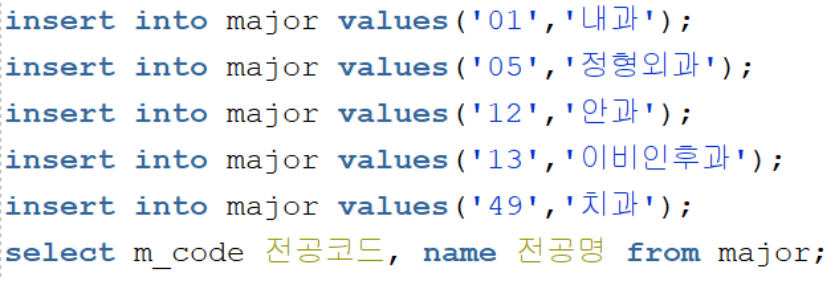 insert into major values('01','내과');
insert into major values('05','정형외과');
insert into major values('12','안과');
insert into major values('13','이비인후과');
insert into major values('49','치과');
select m_code 전공코드, name 전공명 from major;